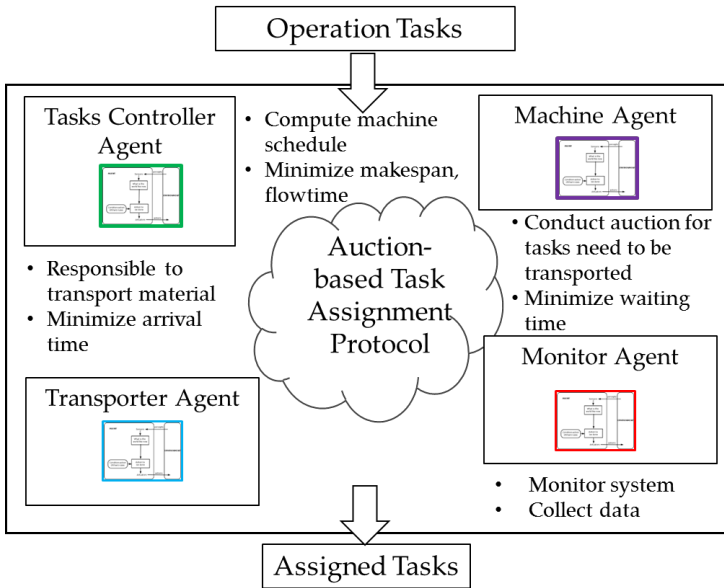 Operation Tasks
Tasks Controller
Agent
• Compute machine
schedule
• Minimize makespan,
flowtime
Machine Agent
• Responsible to
transport material
• Minimize arrival
time
Auction-
based Task
Assignment
Protocol
• Conduct auction for
tasks need to be
transported
• Minimize waiting
time
Transporter Agent
Monitor Agent
• Monitor system
• Collect data
Assigned Tasks